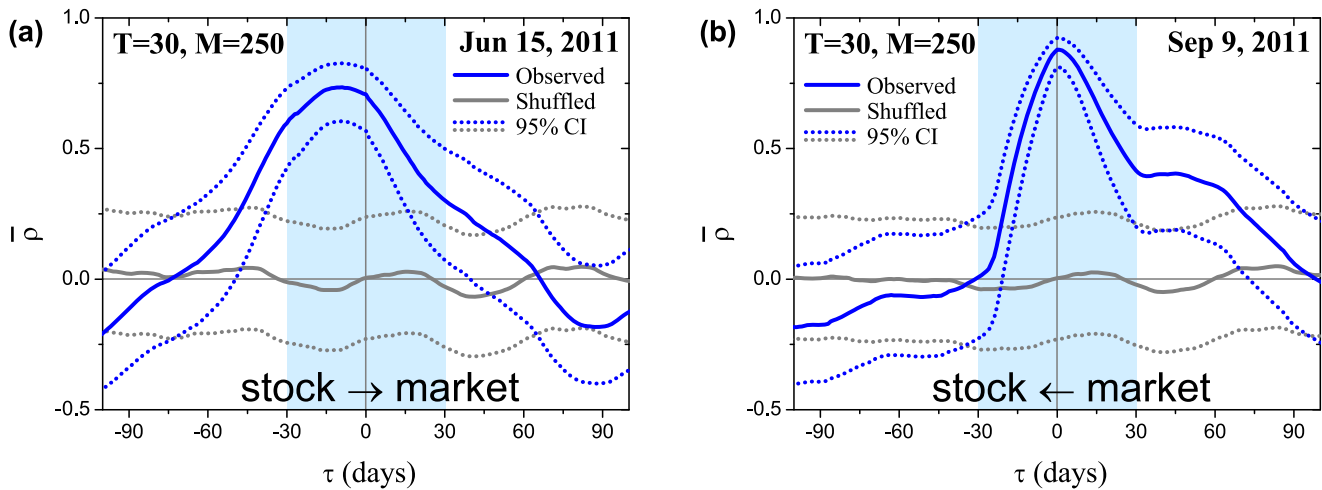 (a)
T=30, M=250
Jun 15, 2011
Observed
Shuffled
95% CI
stock → market
1.0
0.5
0.0
-0.5
ρ̅
-90
-60
-30
0
30
60
90
τ (days)
(b)
T=30, M=250
Sep 9, 2011
Observed
Shuffled
95% CI
stock ← market
1.0
0.5
0.0
-0.5
ρ̅
-90
-60
-30
0
30
60
90
τ (days)